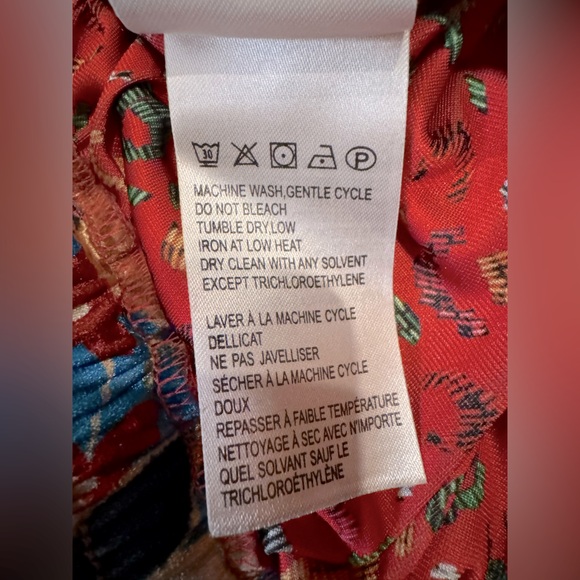 30
P
MACHINE WASH,GENTLE CYCLE
DO NOT BLEACH
TUMBLE DRY,LOW
IRON AT LOW HEAT
DRY CLEAN WITH ANY SOLVENT
EXCEPT TRICHLOROETHYLENE
LAVER À LA MACHINE CYCLE
DELLICAT
NE PAS JAVELLISER
SÉCHER À LA MACHINE CYCLE
DOUX
REPASSER À FAIBLE TEMPÉRATURE
NETTOYAGE À SEC AVEC N'IMPORTE
QUEL SOLVANT SAUF LE
TRICHLOROÉTHYLÈNE